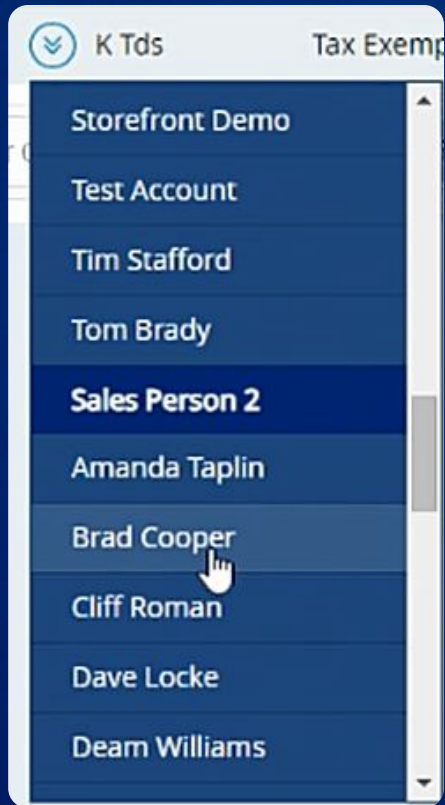 K Tds Tax Exemp
Storefront Demo
Test Account
Tim Stafford
Tom Brady
Sales Person 2
Amanda Taplin
Brad Cooper
Cliff Roman
Dave Locke
Deam Williams